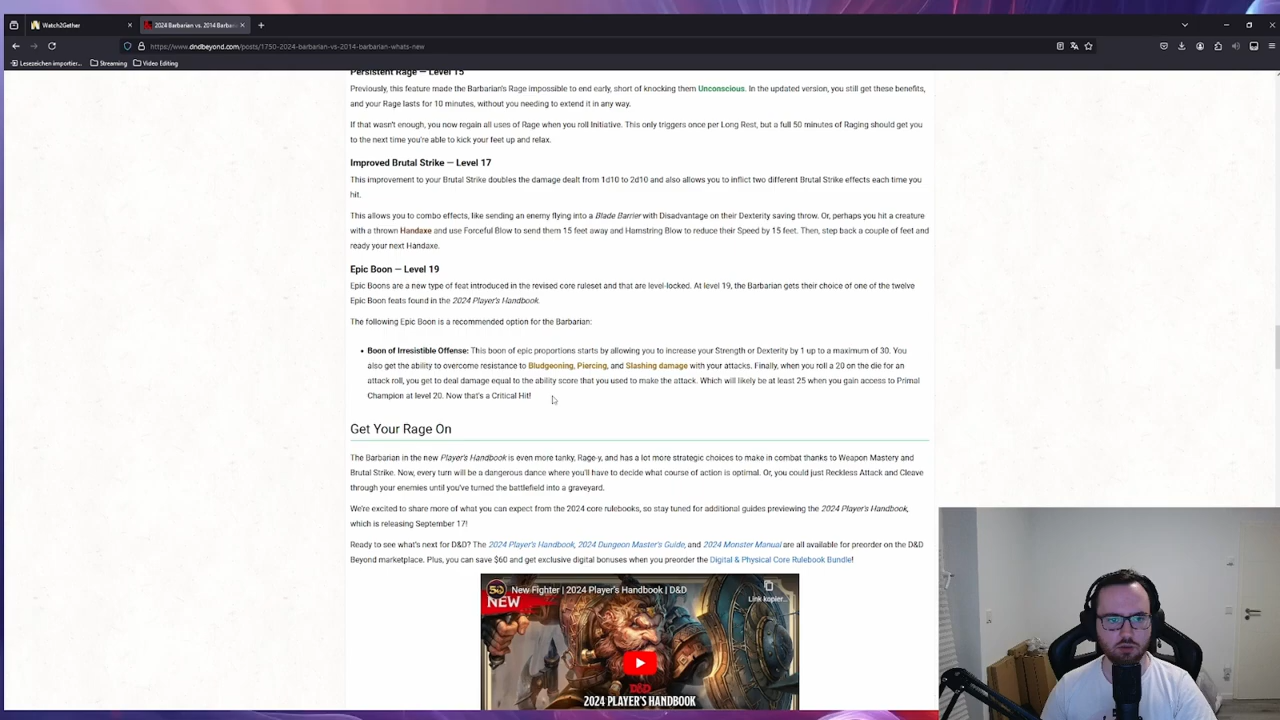 Watch2Gether
2024 Barbarian vs. 2014 Barba
https://www.dndbeyond.com/posts/1750-2024-barbarian-vs-2014-barbarian-whats-new
Lesezeichen importier...
Streaming
Video Editing
Persistent Rage — Level 15
Previously, this feature made the Barbarian's Rage impossible to end early, short of knocking them Unconscious. In the updated version, you still get these benefits,
and your Rage lasts for 10 minutes, without you needing to extend it in any way.
If that wasn't enough, you now regain all uses of Rage when you roll Initiative. This only triggers once per Long Rest, but a full 50 minutes of Raging should get you
to the next time you're able to kick your feet up and relax.
Improved Brutal Strike — Level 17
This improvement to your Brutal Strike doubles the damage dealt from 1d10 to 2d10 and also allows you to inflict two different Brutal Strike effects each time you
hit.
This allows you to combo effects, like sending an enemy flying into a Blade Barrier with Disadvantage on their Dexterity saving throw. Or, perhaps you hit a creature
with a thrown Handaxe and use Forceful Blow to send them 15 feet away and Hamstring Blow to reduce their Speed by 15 feet. Then, step back a couple of feet and
ready your next Handaxe.
Epic Boon — Level 19
Epic Boons are a new type of feat introduced in the revised core ruleset and that are level-locked. At level 19, the Barbarian gets their choice of one of the twelve
Epic Boon feats found in the 2024 Player's Handbook.
The following Epic Boon is a recommended option for the Barbarian:
• Boon of Irresistible Offense: This boon of epic proportions starts by allowing you to increase your Strength or Dexterity by 1 up to a maximum of 30. You
also get the ability to overcome resistance to Bludgeoning, Piercing, and Slashing damage with your attacks. Finally, when you roll a 20 on the die for an
attack roll, you get to deal damage equal to the ability score that you used to make the attack. Which will likely be at least 25 when you gain access to Primal
Champion at level 20. Now that's a Critical Hit!
Get Your Rage On
The Barbarian in the new Player's Handbook is even more tanky, Rage-y, and has a lot more strategic choices to make in combat thanks to Weapon Mastery and
Brutal Strike. Now, every turn will be a dangerous dance where you'll have to decide what course of action is optimal. Or, you could just Reckless Attack and Cleave
through your enemies until you've turned the battlefield into a graveyard.
We're excited to share more of what you can expect from the 2024 core rulebooks, so stay tuned for additional guides previewing the 2024 Player's Handbook,
which is releasing September 17!
Ready to see what's next for D&D? The 2024 Player's Handbook, 2024 Dungeon Master's Guide, and 2024 Monster Manual are all available for preorder on the D&D
Beyond marketplace. Plus, you can save $60 and get exclusive digital bonuses when you preorder the Digital & Physical Core Rulebook Bundle!
New Fighter | 2024 Player's Handbook | D&D
Link kopier...
NEW
D&D
2024 PLAYER'S HANDBOOK